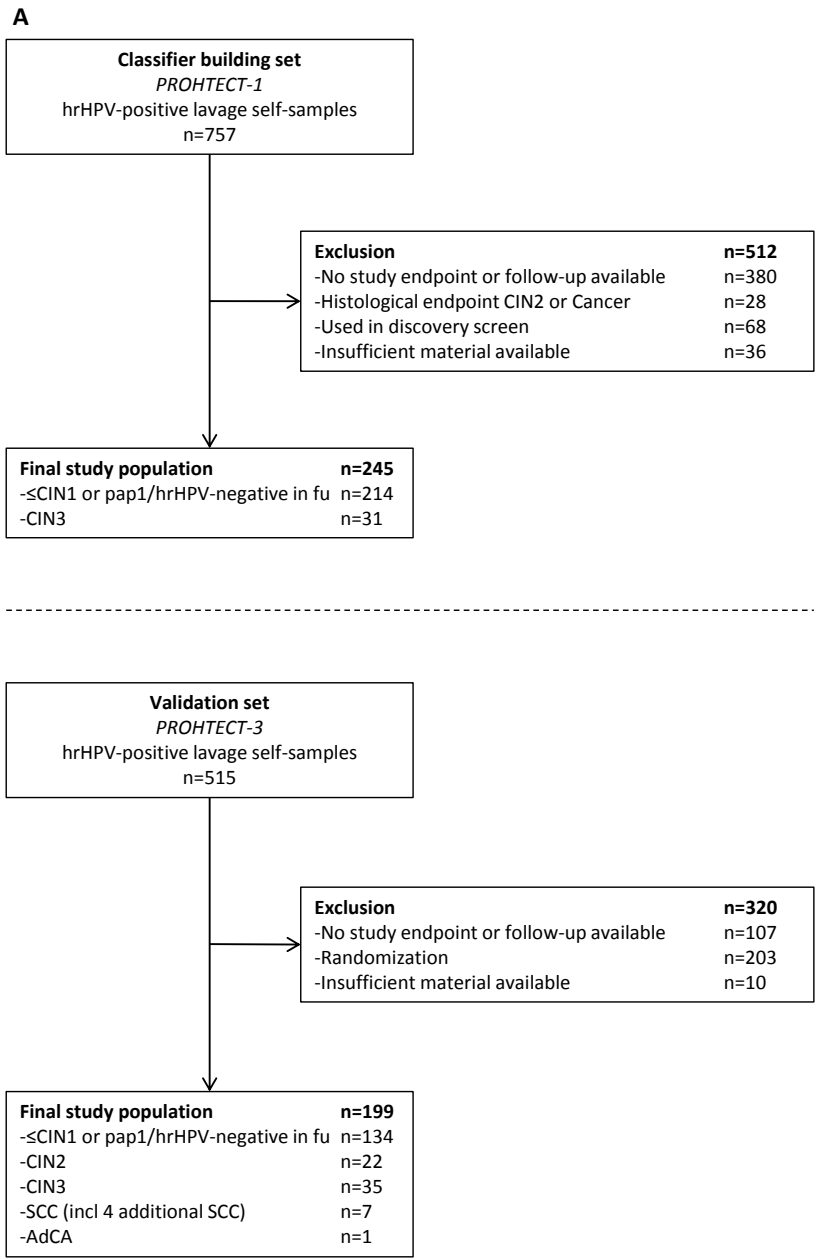 A
Classifier building set
PROHTECT-1
hrHPV-positive lavage self-samples
n=757
Exclusion n=512
-No study endpoint or follow-up available n=380
-Histological endpoint CIN2 or Cancer n=28
-Used in discovery screen n=68
-Insufficient material available n=36
Final study population n=245
-≤CIN1 or pap1/hrHPV-negative in fu n=214
-CIN3 n=31
Validation set
PROHTECT-3
hrHPV-positive lavage self-samples
n=515
Exclusion n=320
-No study endpoint or follow-up available n=107
-Randomization n=203
-Insufficient material available n=10
Final study population n=199
-≤CIN1 or pap1/hrHPV-negative in fu n=134
-CIN2 n=22
-CIN3 n=35
-SCC (incl 4 additional SCC) n=7
-AdCA n=1